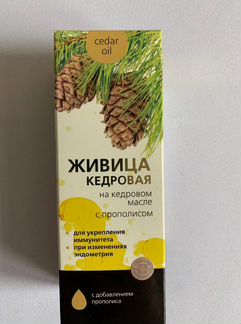 cedar
oil
ЖИВИЦА
КЕДРОВАЯ
на кедровом
масле
с прополисом
для укрепления
иммунитета
при изменениях
эндометрия
с добавлением
прополиса